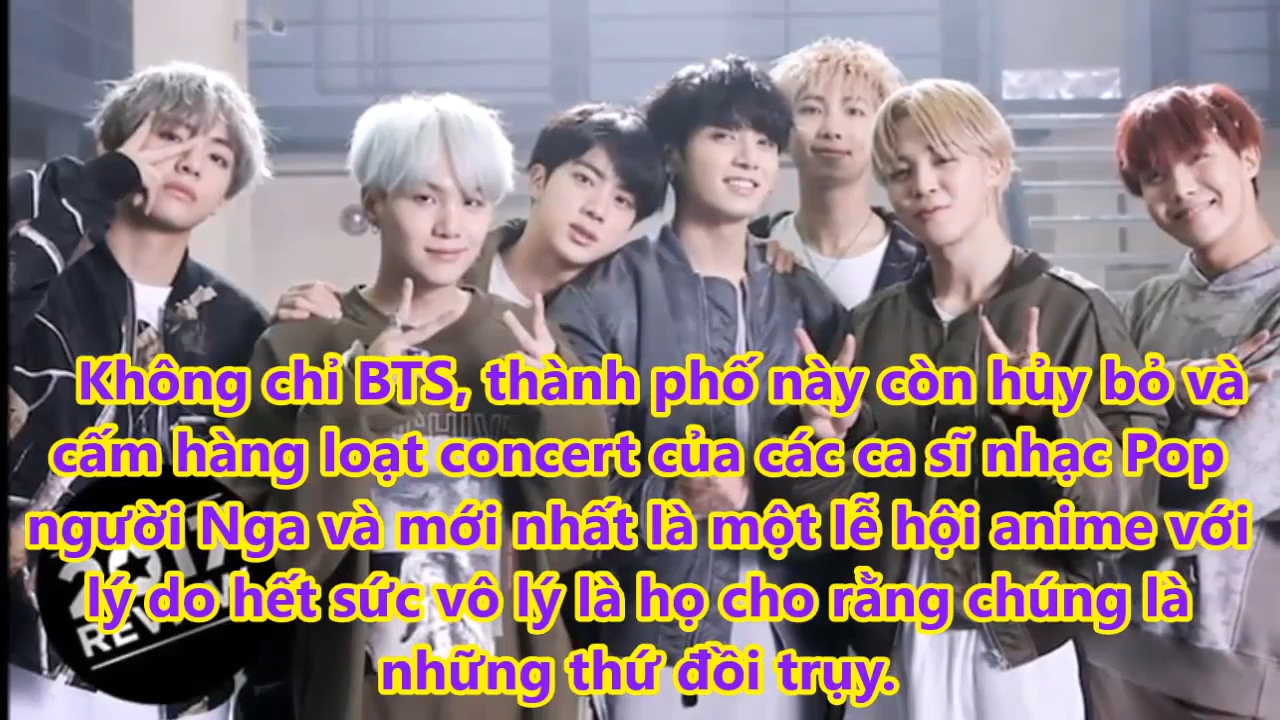 Không chỉ BTS, thành phố này còn hủy bỏ và
cấm hàng loạt concert của các ca sĩ nhạc Pop
người Nga và mới nhất là một lễ hội anime với
lý do hết sức vô lý là họ cho rằng chúng là
những thứ đồi trụy.
2017
REVIEW